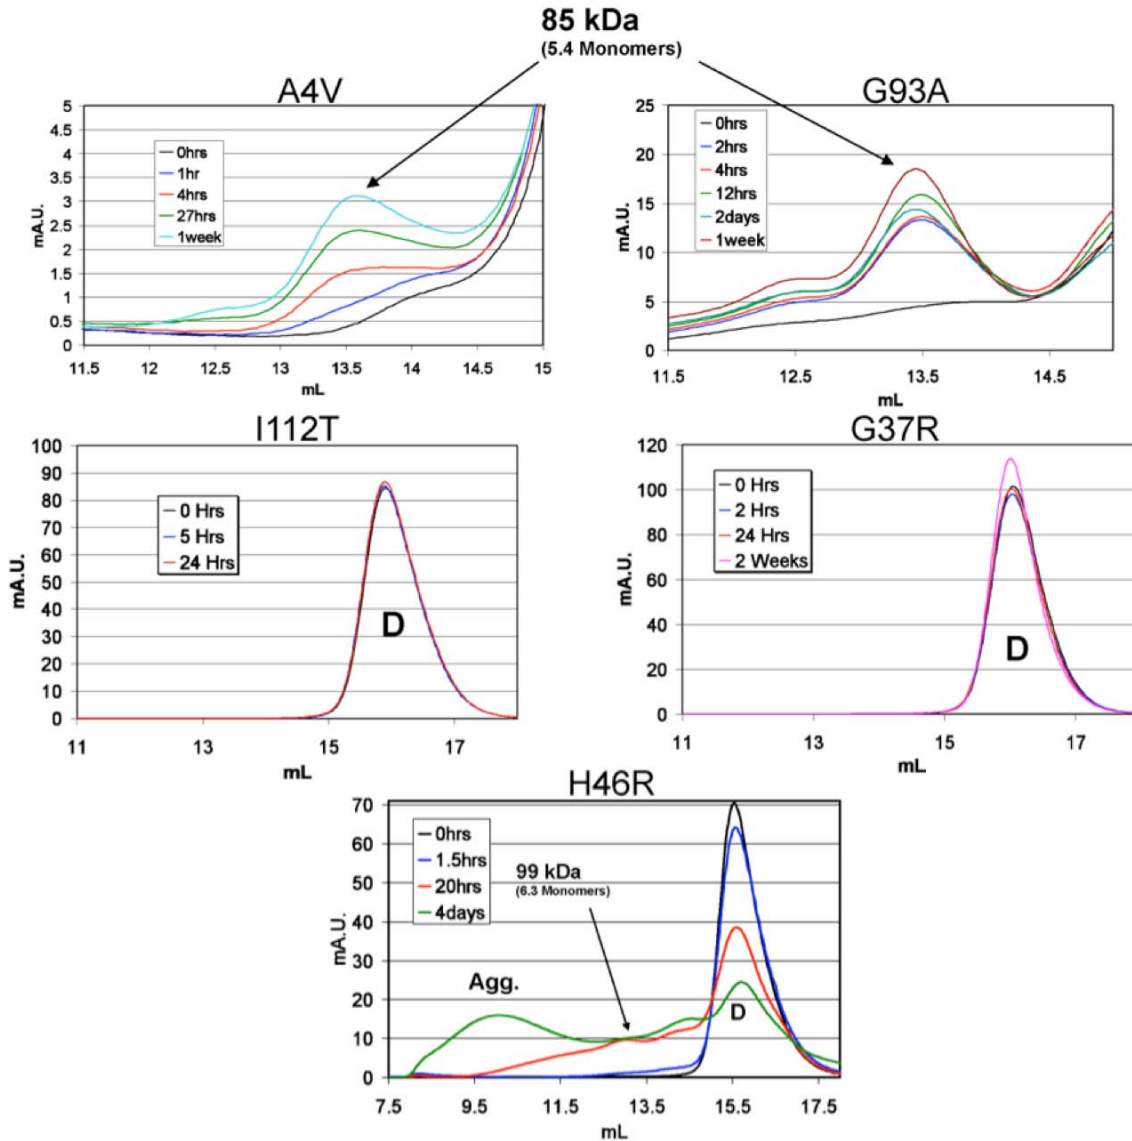 85 kDa
(5.4 Monomers)
A4V
5
4.5
4
3.5
3
2.5
2
1.5
1
0.5
0
mA.U.
0hrs
1hr
4hrs
27hrs
1week
11.5 12 12.5 13 13.5 14 14.5 15
mL
G93A
25
20
15
10
5
0
mA.U.
0hrs
2hrs
4hrs
12hrs
2days
1week
11.5 12.5 13.5 14.5
mL
I112T
100
90
80
70
60
50
40
30
20
10
0
mA.U.
0 Hrs
5 Hrs
24 Hrs
D
11 13 15 17
mL
G37R
120
100
80
60
40
20
0
mA.U.
0 Hrs
2 Hrs
24 Hrs
2 Weeks
D
11 13 15 17
mL
H46R
70
60
50
40
30
20
10
0
mA.U.
0hrs
1.5hrs
20hrs
4days
99 kDa
(6.3 Monomers)
Agg.
D
7.5 9.5 11.5 13.5 15.5 17.5
mL